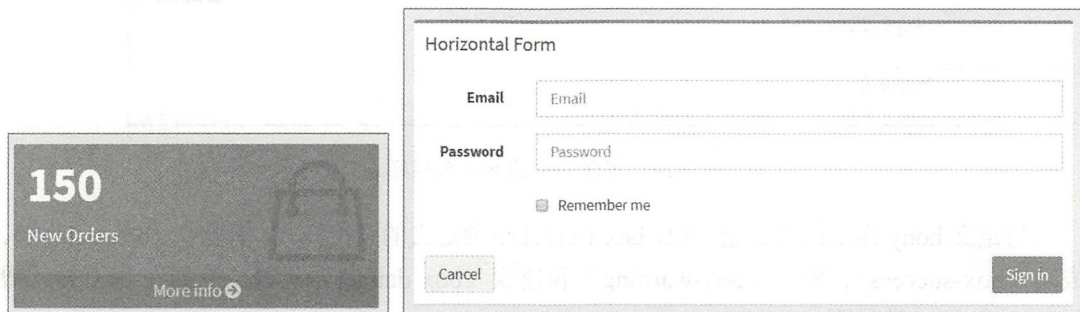 150
New Orders
More info
Horizontal Form
Email
Email
Password
Password
Remember me
Cancel
Sign in